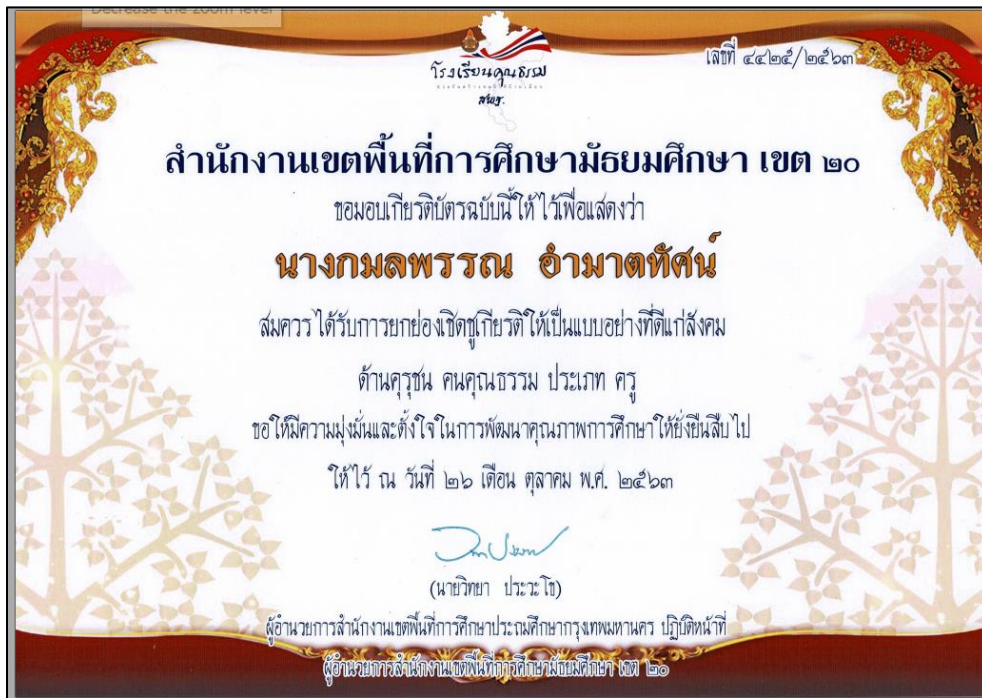 Decrease the zoom level
เลขที่ ๔๔๒๕/๒๕๖๓
โรงเรียนคุณธรรม
สพฐ.
สำนักงานเขตพื้นที่การศึกษามัธยมศึกษา เขต ๒๐
ขอมอบเกียรติบัตรฉบับนี้ให้ไว้เพื่อแสดงว่า
นางกมลพรรณ อำมาตทัศน์
สมควรได้รับการยกย่องเชิดชูเกียรติให้เป็นแบบอย่างที่ดีแก่สังคม
ด้านคุรุชน คนคุณธรรม ประเภท ครู
ขอให้มีความมุ่งมั่นและตั้งใจในการพัฒนาคุณภาพการศึกษาให้ยั่งยืนสืบไป
ให้ไว้ ณ วันที่ ๒๖ เดือน ตุลาคม พ.ศ. ๒๕๖๓
(นายวิทยา ประวะโข)
ผู้อำนวยการสำนักงานเขตพื้นที่การศึกษาประถมศึกษากรุงเทพมหานคร ปฏิบัติหน้าที่
ผู้อำนวยการสำนักงานเขตพื้นที่การศึกษามัธยมศึกษา เขต ๒๐